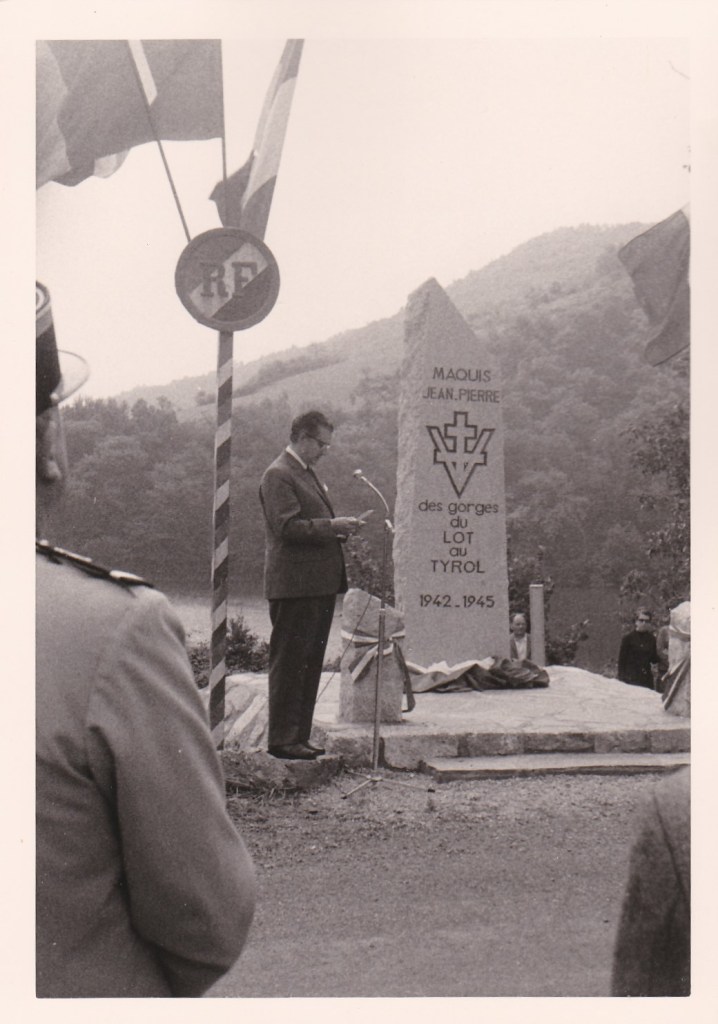 RF
MAQUIS
JEAN.PIERRE
des gorges
du
LOT
au
TYROL
1942-1945